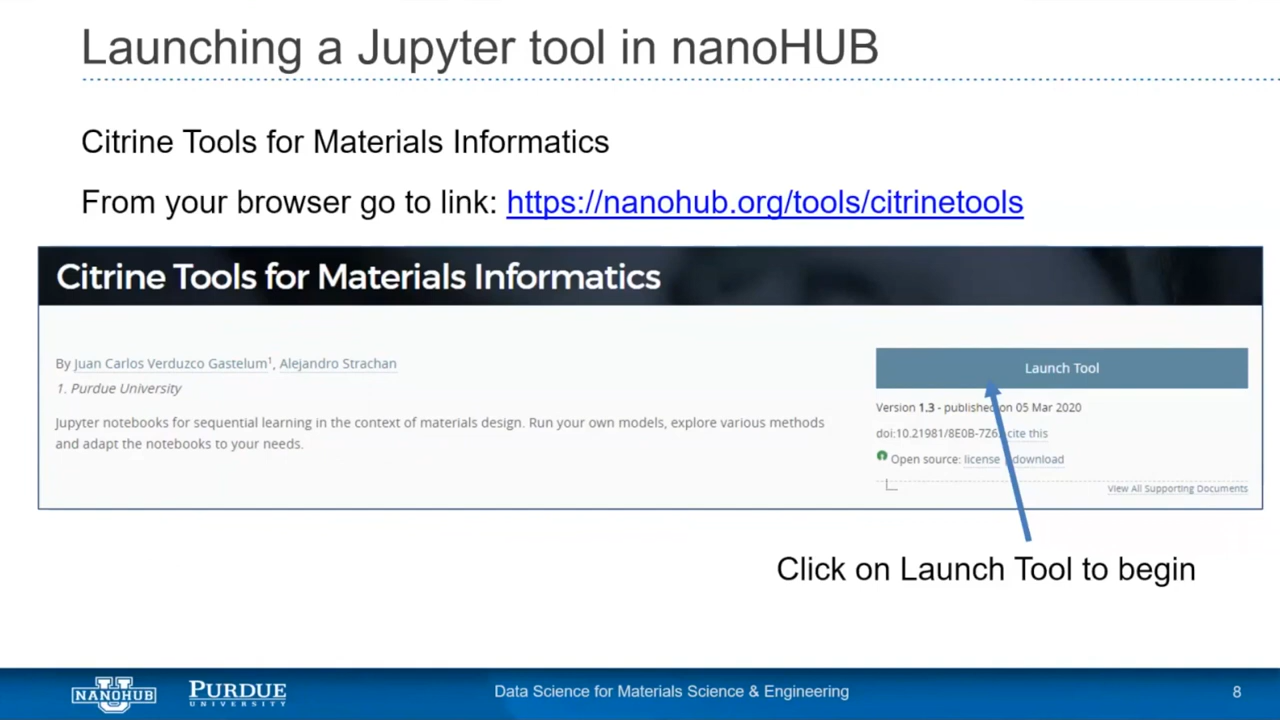 Launching a Jupyter tool in nanoHUB
Citrine Tools for Materials Informatics
From your browser go to link: https://nanohub.org/tools/citrinetools
Citrine Tools for Materials Informatics
By Juan Carlos Verduzco Gastelum¹, Alejandro Strachan
1. Purdue University
Jupyter notebooks for sequential learning in the context of materials design. Run your own models, explore various methods
and adapt the notebooks to your needs.
Launch Tool
Version 1.3 - published on 05 Mar 2020
doi:10.21981/8E0B-7Z6 cite this
Open source: license download
View All Supporting Documents
Click on Launch Tool to begin
NANOHUB
PURDUE
UNIVERSITY
Data Science for Materials Science & Engineering
8